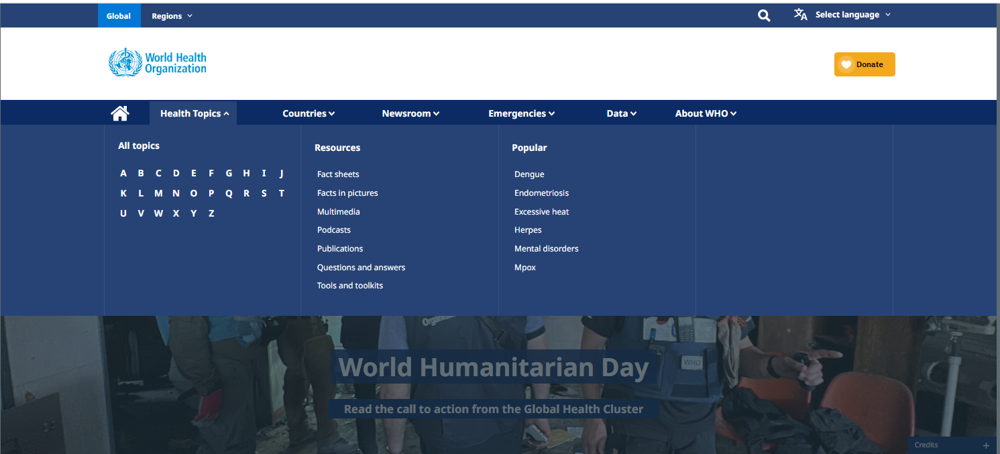 Global Regions Select language
World Health
Organization
Donate
Health Topics Countries Newsroom Emergencies Data About WHO
All topics
A B C D E F G H I J
K L M N O P Q R S T
U V W X Y Z
Resources
Fact sheets
Facts in pictures
Multimedia
Podcasts
Publications
Questions and answers
Tools and toolkits
Popular
Dengue
Endometriosis
Excessive heat
Herpes
Mental disorders
Mpox
WHO
World Humanitarian Day
Read the call to action from the Global Health Cluster
Credits +